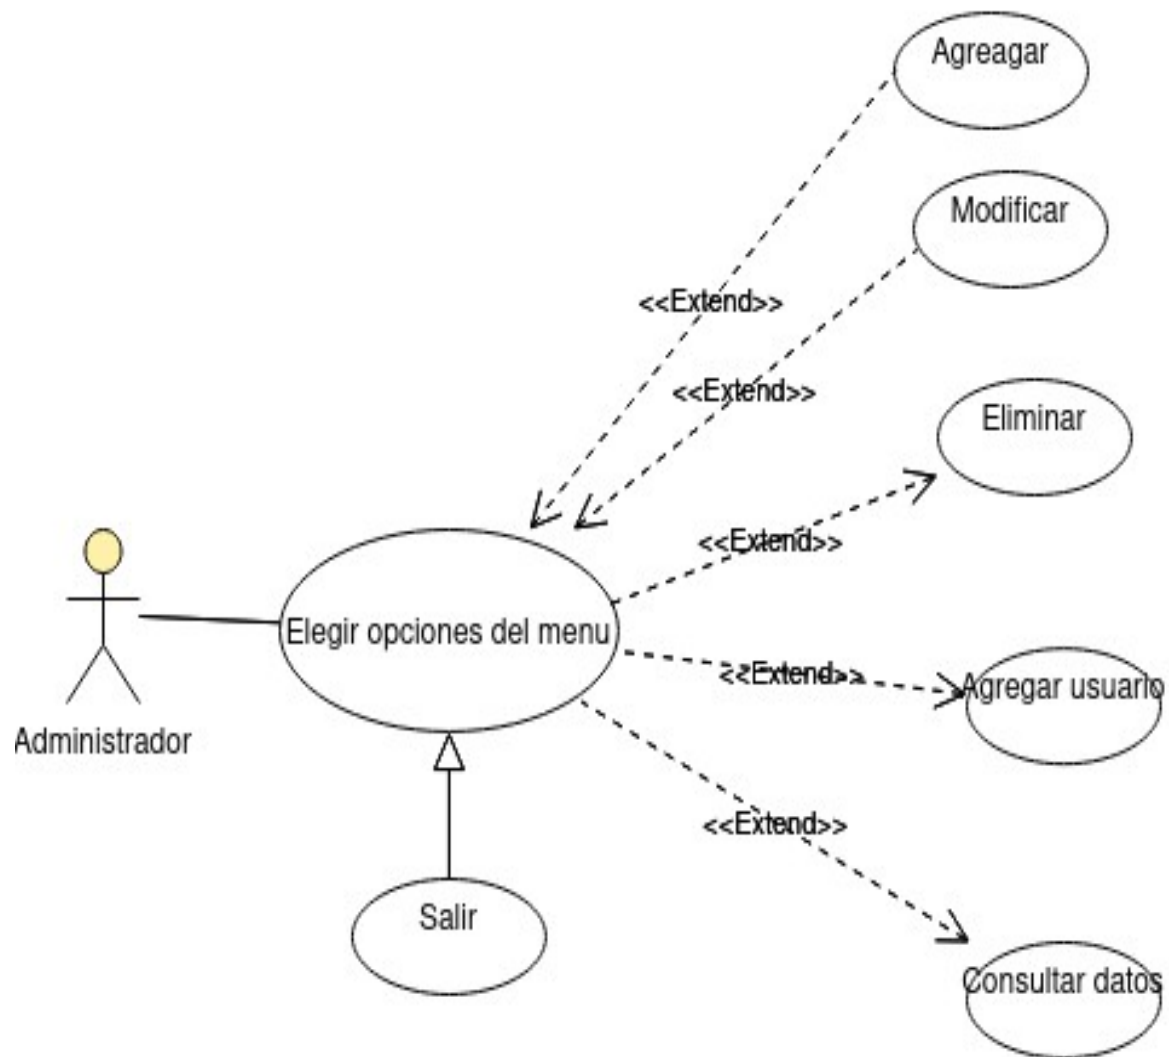 Agreagar
Modificar
<<Extend>>
<<Extend>>
Eliminar
<<Extend>>
Elegir opciones del menu
<<Extend>>
Agregar usuario
Administrador
<<Extend>>
Salir
Consultar datos